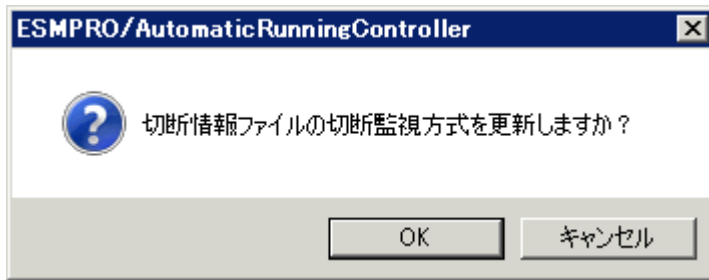 ESMPRO/AutomaticRunningController
切断情報ファイルの切断監視方式を更新しますか？
OK
キャンセル